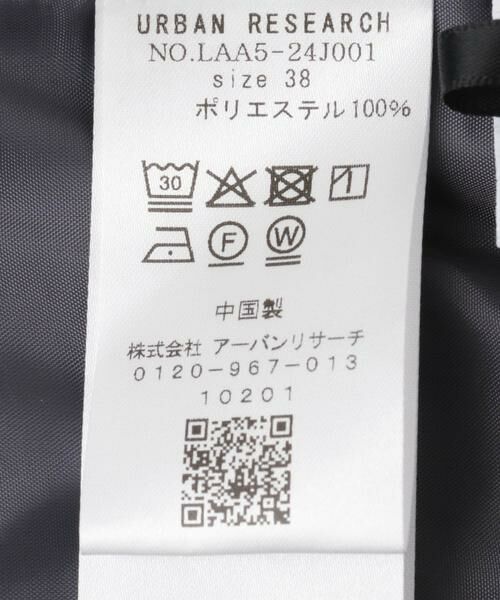 URBAN RESEARCH
NO.LAA5-24J001
size 38
ポリエステル100%
30
F W
中国製
株式会社 アーバンリサーチ
0120-967-013
10201